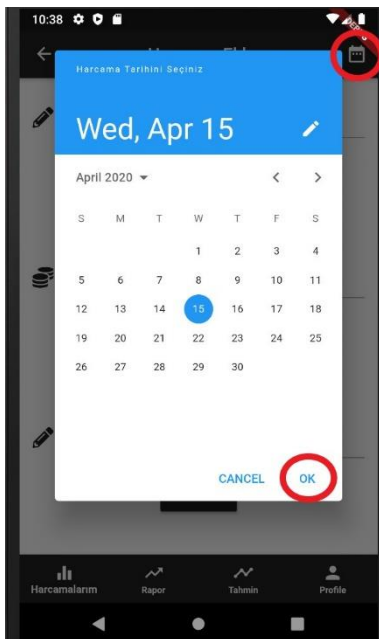 10:38
Harcama Tarihini Seçiniz
Wed, Apr 15
April 2020
S M T W T F S
1 2 3 4
5 6 7 8 9 10 11
12 13 14 15 16 17 18
19 20 21 22 23 24 25
26 27 28 29 30
CANCEL OK
Harcamalarım Rapor Tahmin Profile